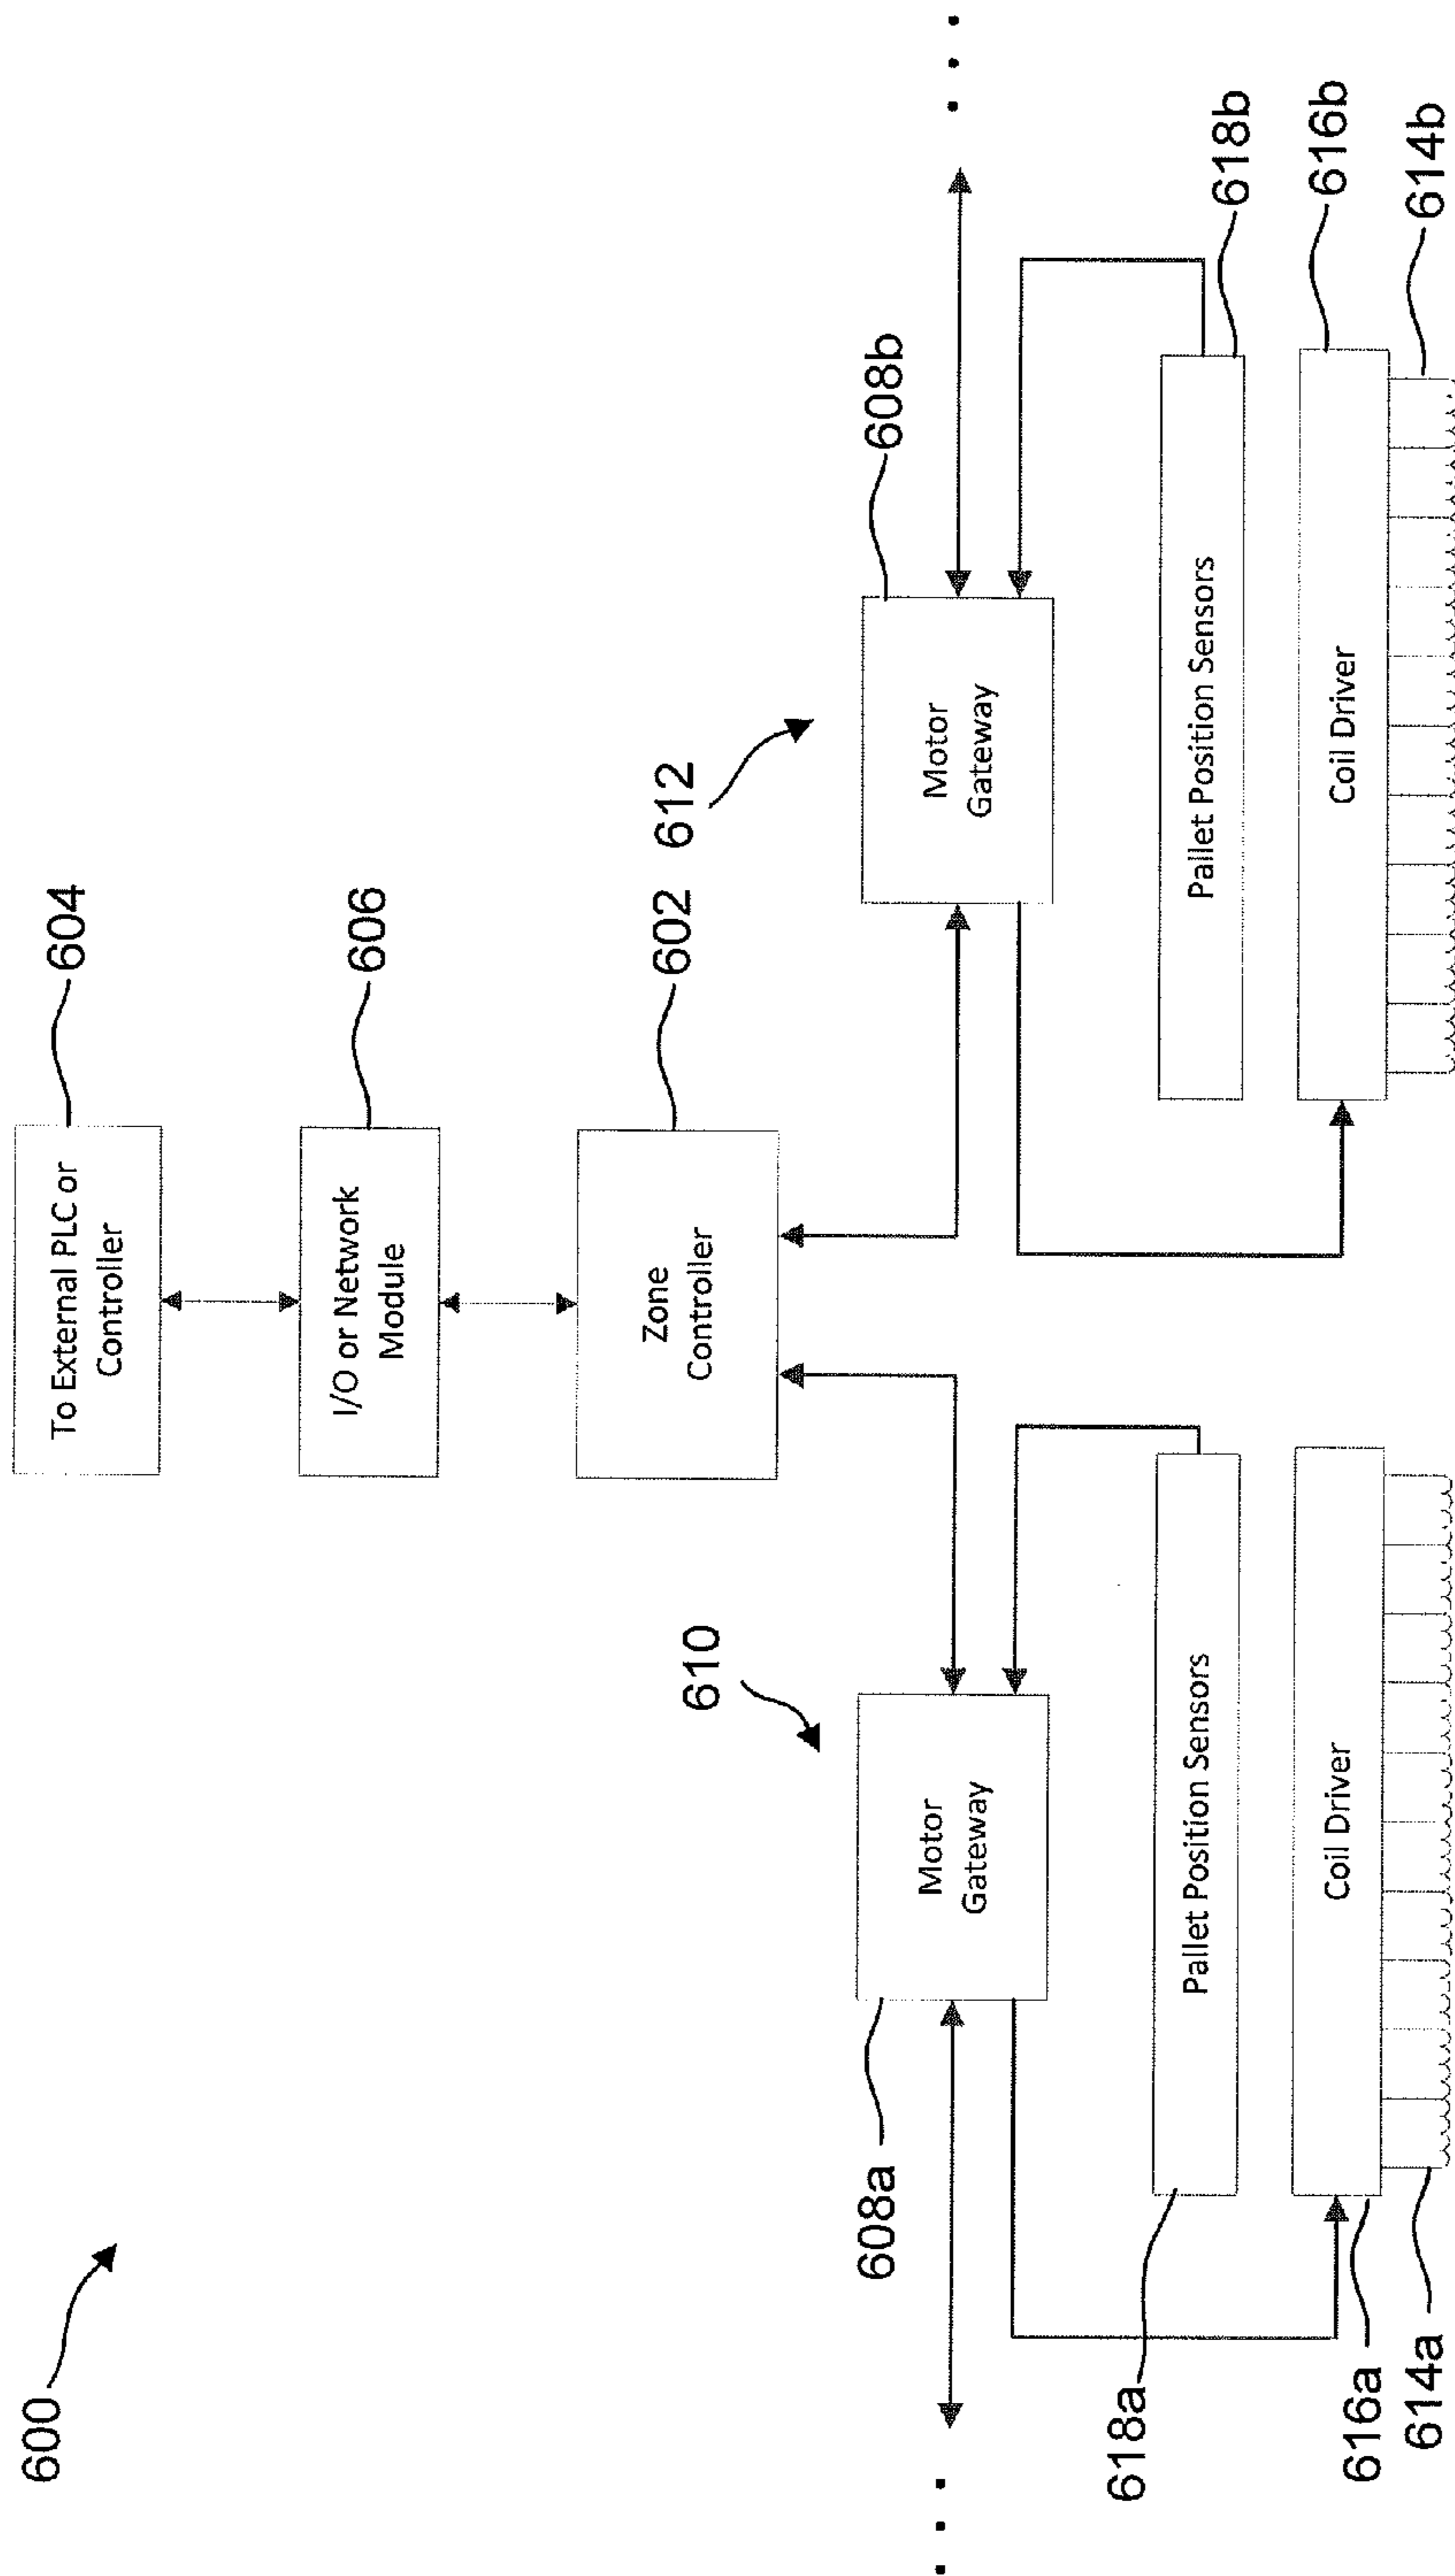 600
To External PLC or
Controller
604
I/O or Network
Module
606
Zone
Controller
602
610
612
608a
Motor
Gateway
Motor
Gateway
608b
618a
Pallet Position Sensors
Pallet Position Sensors
618b
616a
Coil Driver
Coil Driver
616b
614a
614b